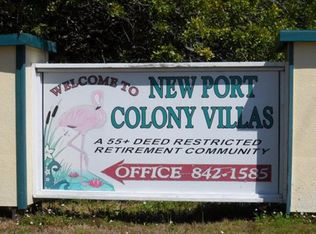 WELCOME TO
NEW PORT
COLONY VILLAS
A 55+ DEED RESTRICTED
RETIREMENT COMMUNITY
OFFICE 842-1585